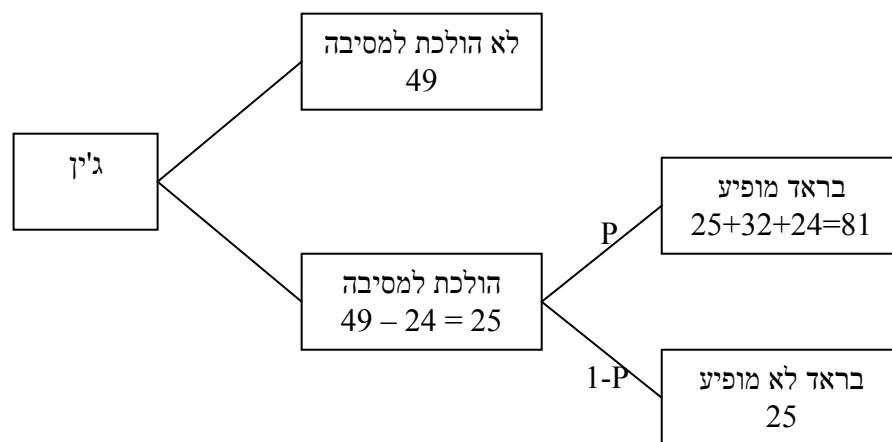 לא הולכת למסיבה
49
ג'ין
בראד מופיע
25+32+24=81
P
הולכת למסיבה
49 – 24 = 25
1-P
בראד לא מופיע
25